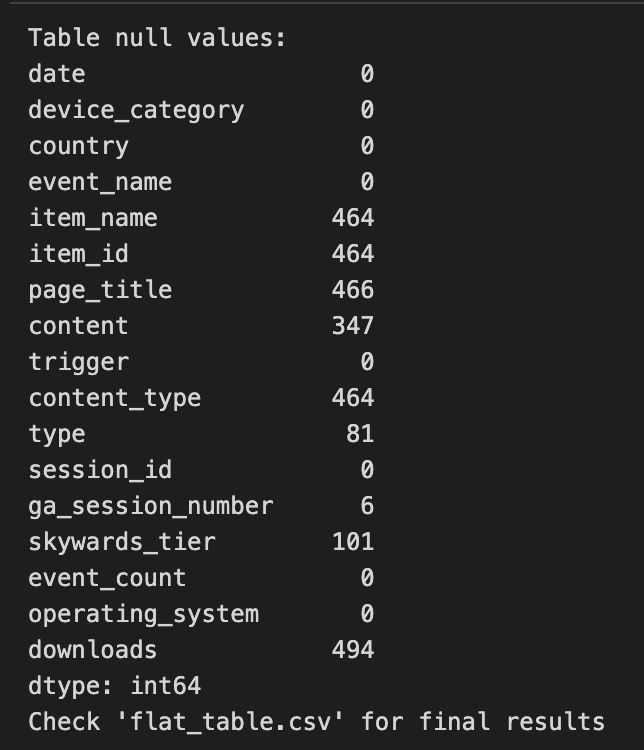 Table null values:
date 0
device_category 0
country 0
event_name 0
item_name 464
item_id 464
page_title 466
content 347
trigger 0
content_type 464
type 81
session_id 0
ga_session_number 6
skywards_tier 101
event_count 0
operating_system 0
downloads 494
dtype: int64
Check 'flat_table.csv' for final results